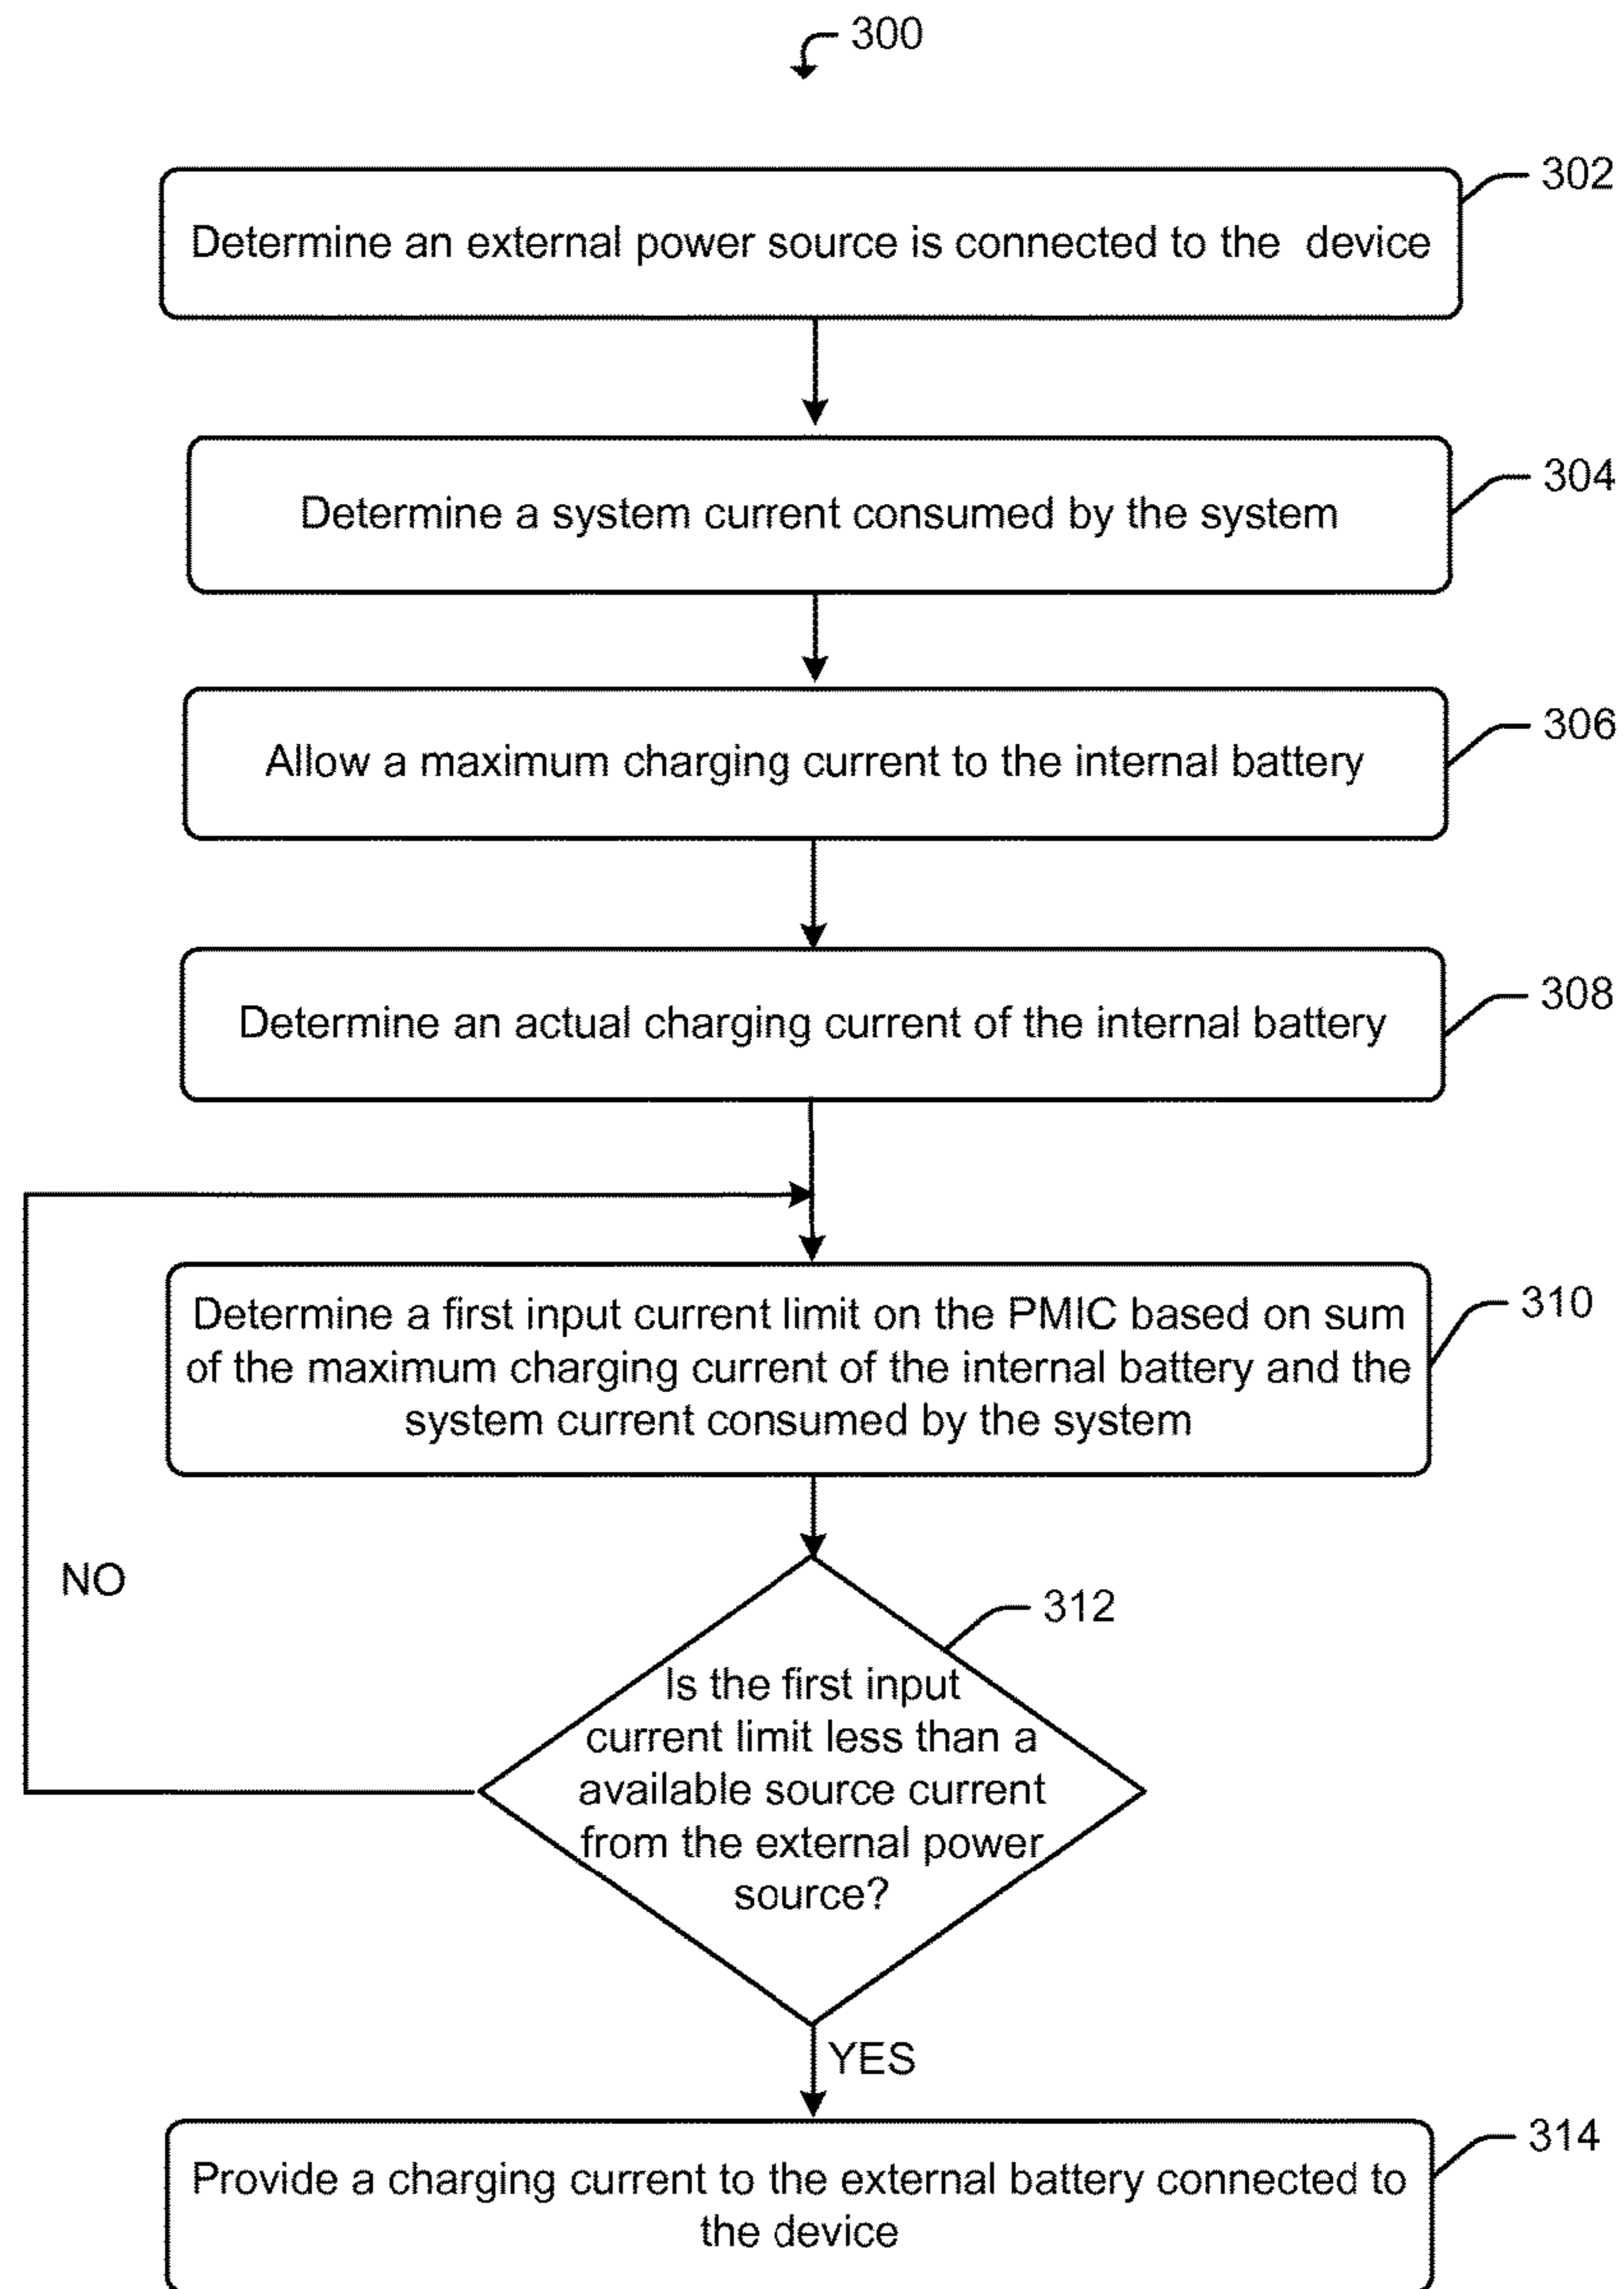 300
302
Determine an external power source is connected to the device
304
Determine a system current consumed by the system
306
Allow a maximum charging current to the internal battery
308
Determine an actual charging current of the internal battery
310
Determine a first input current limit on the PMIC based on sum
of the maximum charging current of the internal battery and the
system current consumed by the system
NO
312
Is the first input
current limit less than a
available source current
from the external power
source?
YES
314
Provide a charging current to the external battery connected to
the device